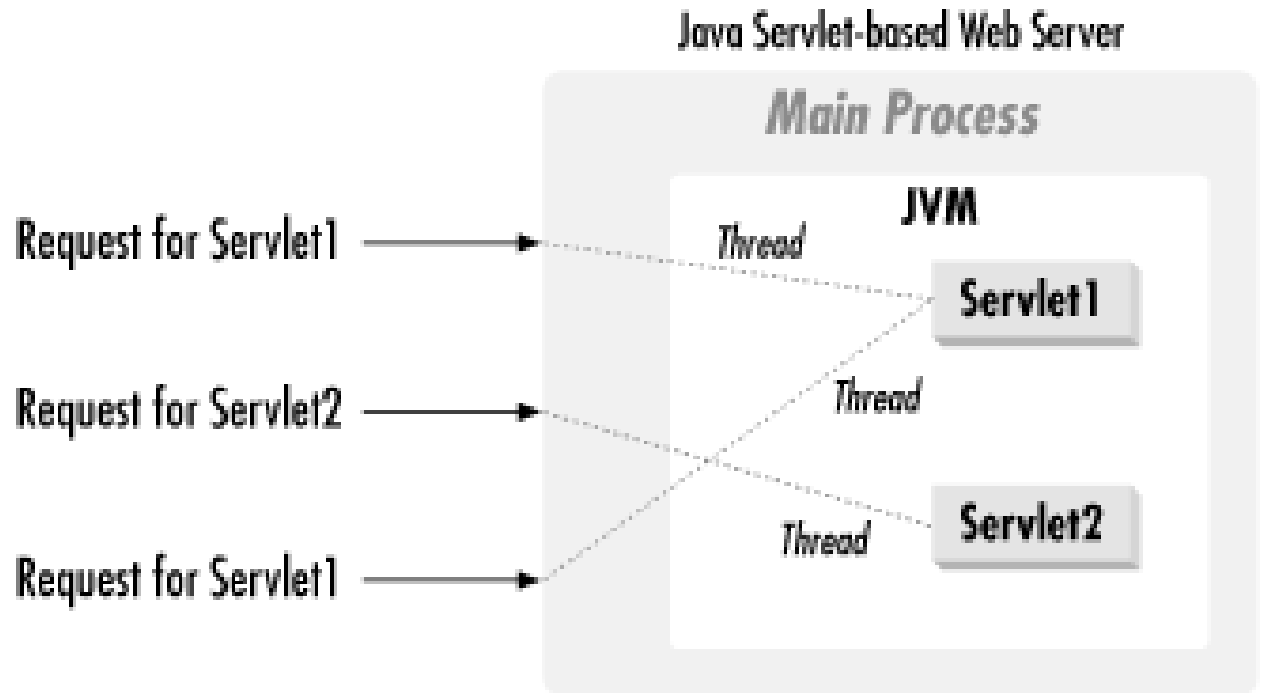 Java Servlet-based Web Server
Main Process
JVM
Request for Servlet1
Thread
Servlet1
Thread
Request for Servlet2
Servlet2
Thread
Request for Servlet1